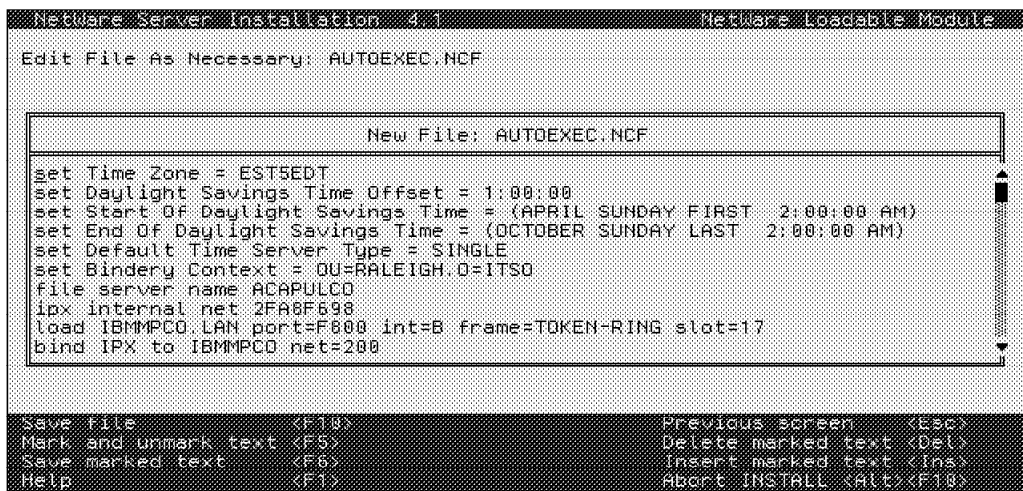 NetWare Server Installation 4.1 NetWare Loadable Module
Edit File As Necessary: AUTOEXEC.NCF
New File: AUTOEXEC.NCF
set Time Zone = EST5EDT
set Daylight Savings Time Offset = 1:00:00
set Start Of Daylight Savings Time = (APRIL SUNDAY FIRST  2:00:00 AM)
set End Of Daylight Savings Time = (OCTOBER SUNDAY LAST  2:00:00 AM)
set Default Time Server Type = SINGLE
set Bindery Context = OU=RALEIGH.O=ITSO
file server name ACAPULCO
ipx internal net 2FA8F698
load IBMMPCO.LAN port=F800 int=B frame=TOKEN-RING slot=17
bind IPX to IBMMPCO net=200
Save file <F10> Previous screen <Esc>
Mark and unmark text <F5> Delete marked text <Del>
Save marked text <F6> Insert marked text <Ins>
Help <F1> Abort INSTALL <Alt><F10>